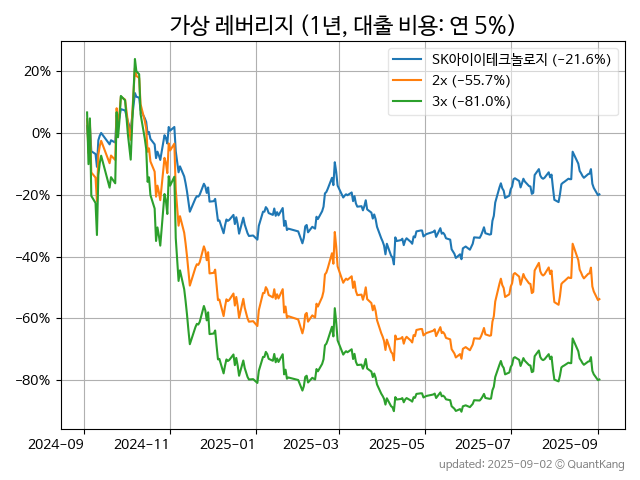 가상 레버리지 (1년, 대출 비용: 연 5%)
SK아이이테크놀로지 (−21.6%)
2x (−55.7%)
3x (−81.0%)
20%
0%
−20%
−40%
−60%
−80%
2024-09 2024-11 2025-01 2025-03 2025-05 2025-07 2025-09
updated: 2025-09-02 © QuantKang